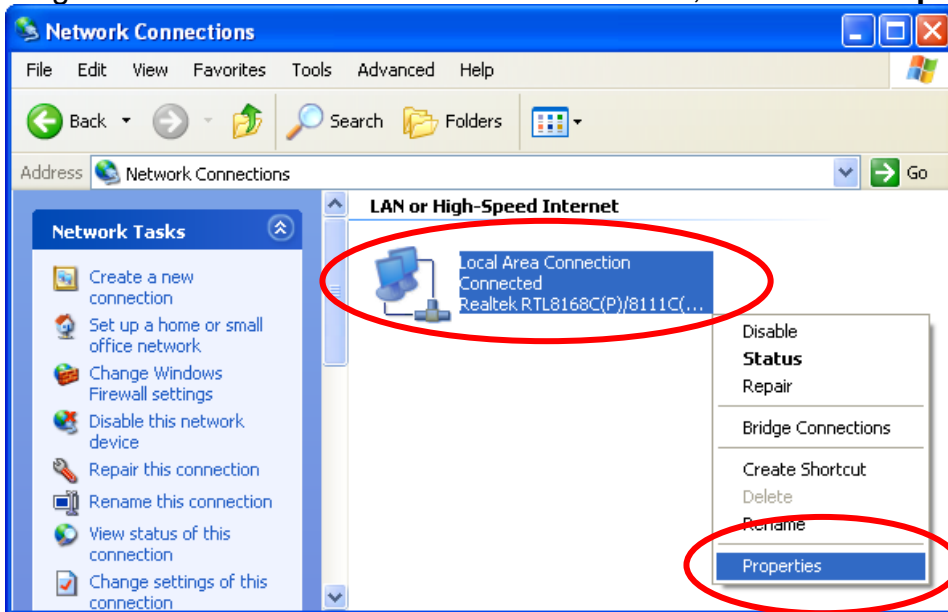 Network Connections
File Edit View Favorites Tools Advanced Help
Back Search Folders
Address Network Connections Go
Network Tasks
Create a new
connection
Set up a home or small
office network
Change Windows
Firewall settings
Disable this network
device
Repair this connection
Rename this connection
View status of this
connection
Change settings of this
connection
LAN or High-Speed Internet
Local Area Connection
Connected
Realtek RTL8168C(P)/8111C(...
Disable
Status
Repair
Bridge Connections
Create Shortcut
Delete
Rename
Properties